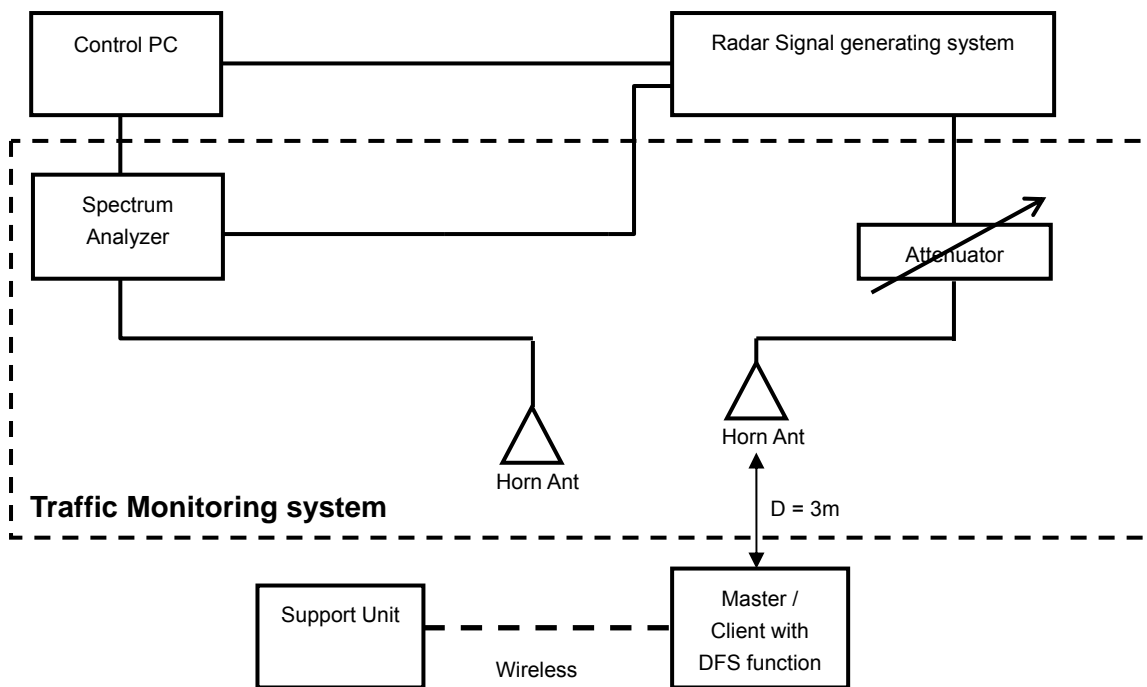 Control PC
Radar Signal generating system
Spectrum
Analyzer
Attenuator
Horn Ant
Horn Ant
Traffic Monitoring system
D = 3m
Support Unit
Wireless
Master /
Client with
DFS function